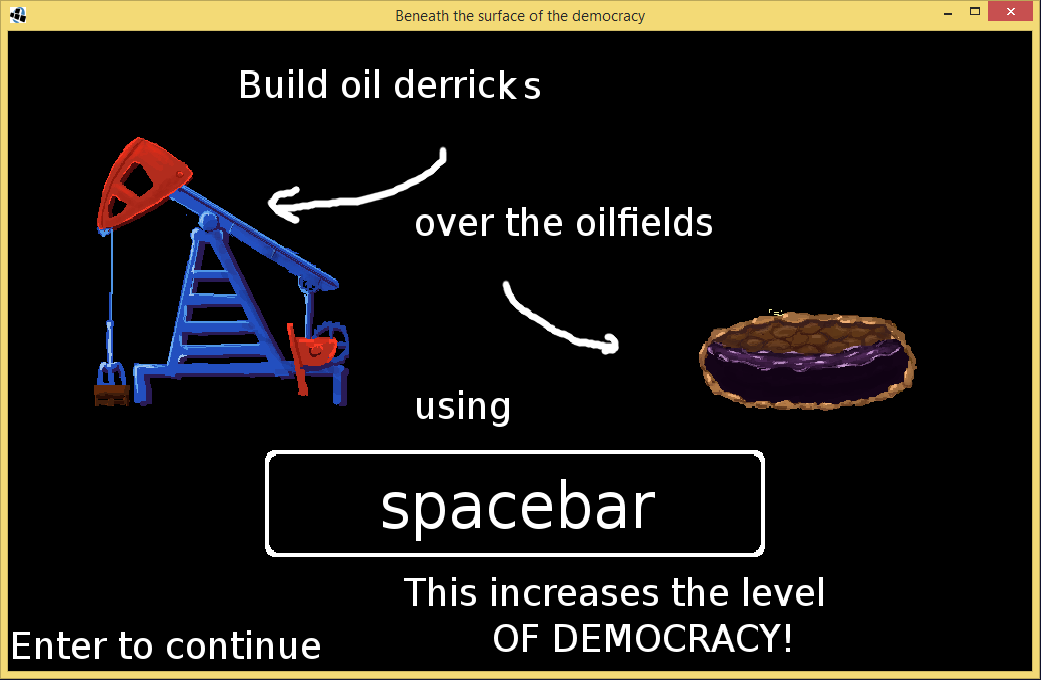 Beneath the surface of the democracy
Build oil derricks
over the oilfields
using
spacebar
This increases the level
OF DEMOCRACY!
Enter to continue